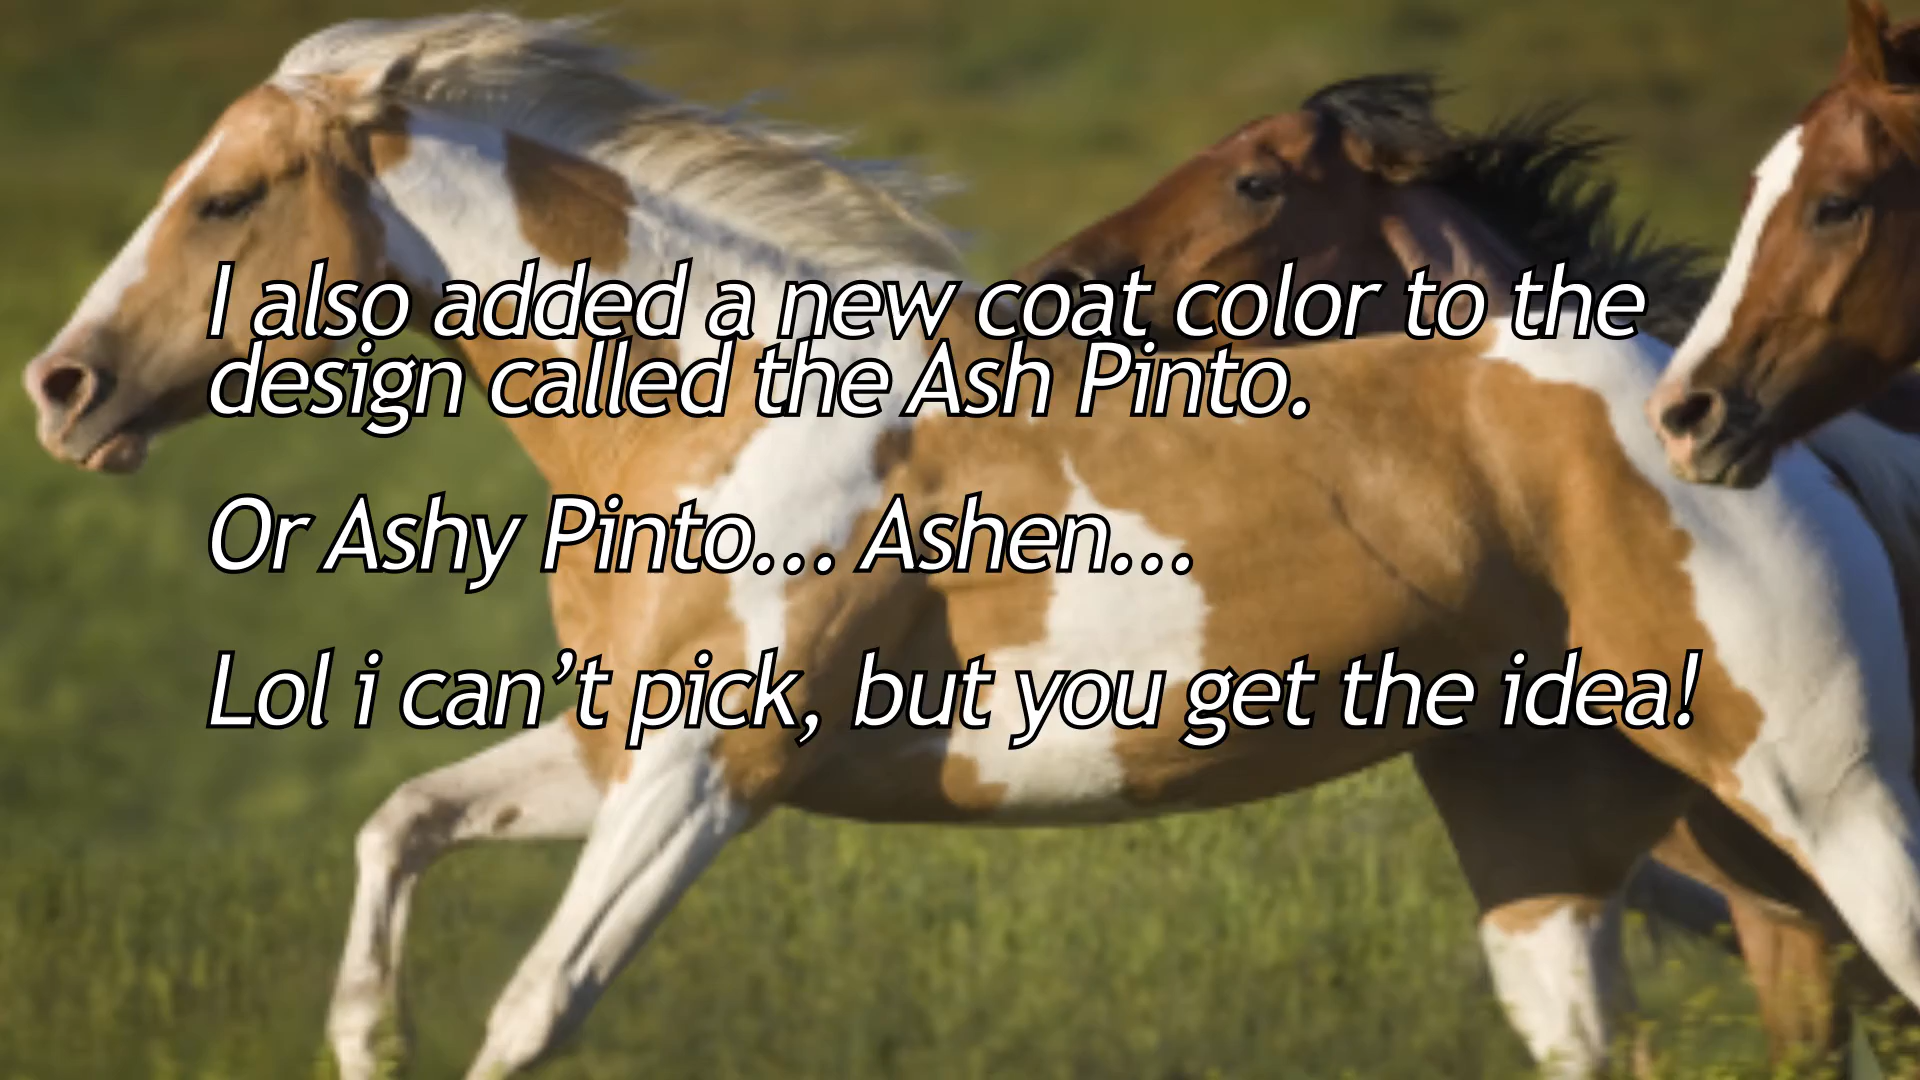 I also added a new coat color to the
design called the Ash Pinto.
Or Ashy Pinto... Ashen...
Lol i can’t pick, but you get the idea!